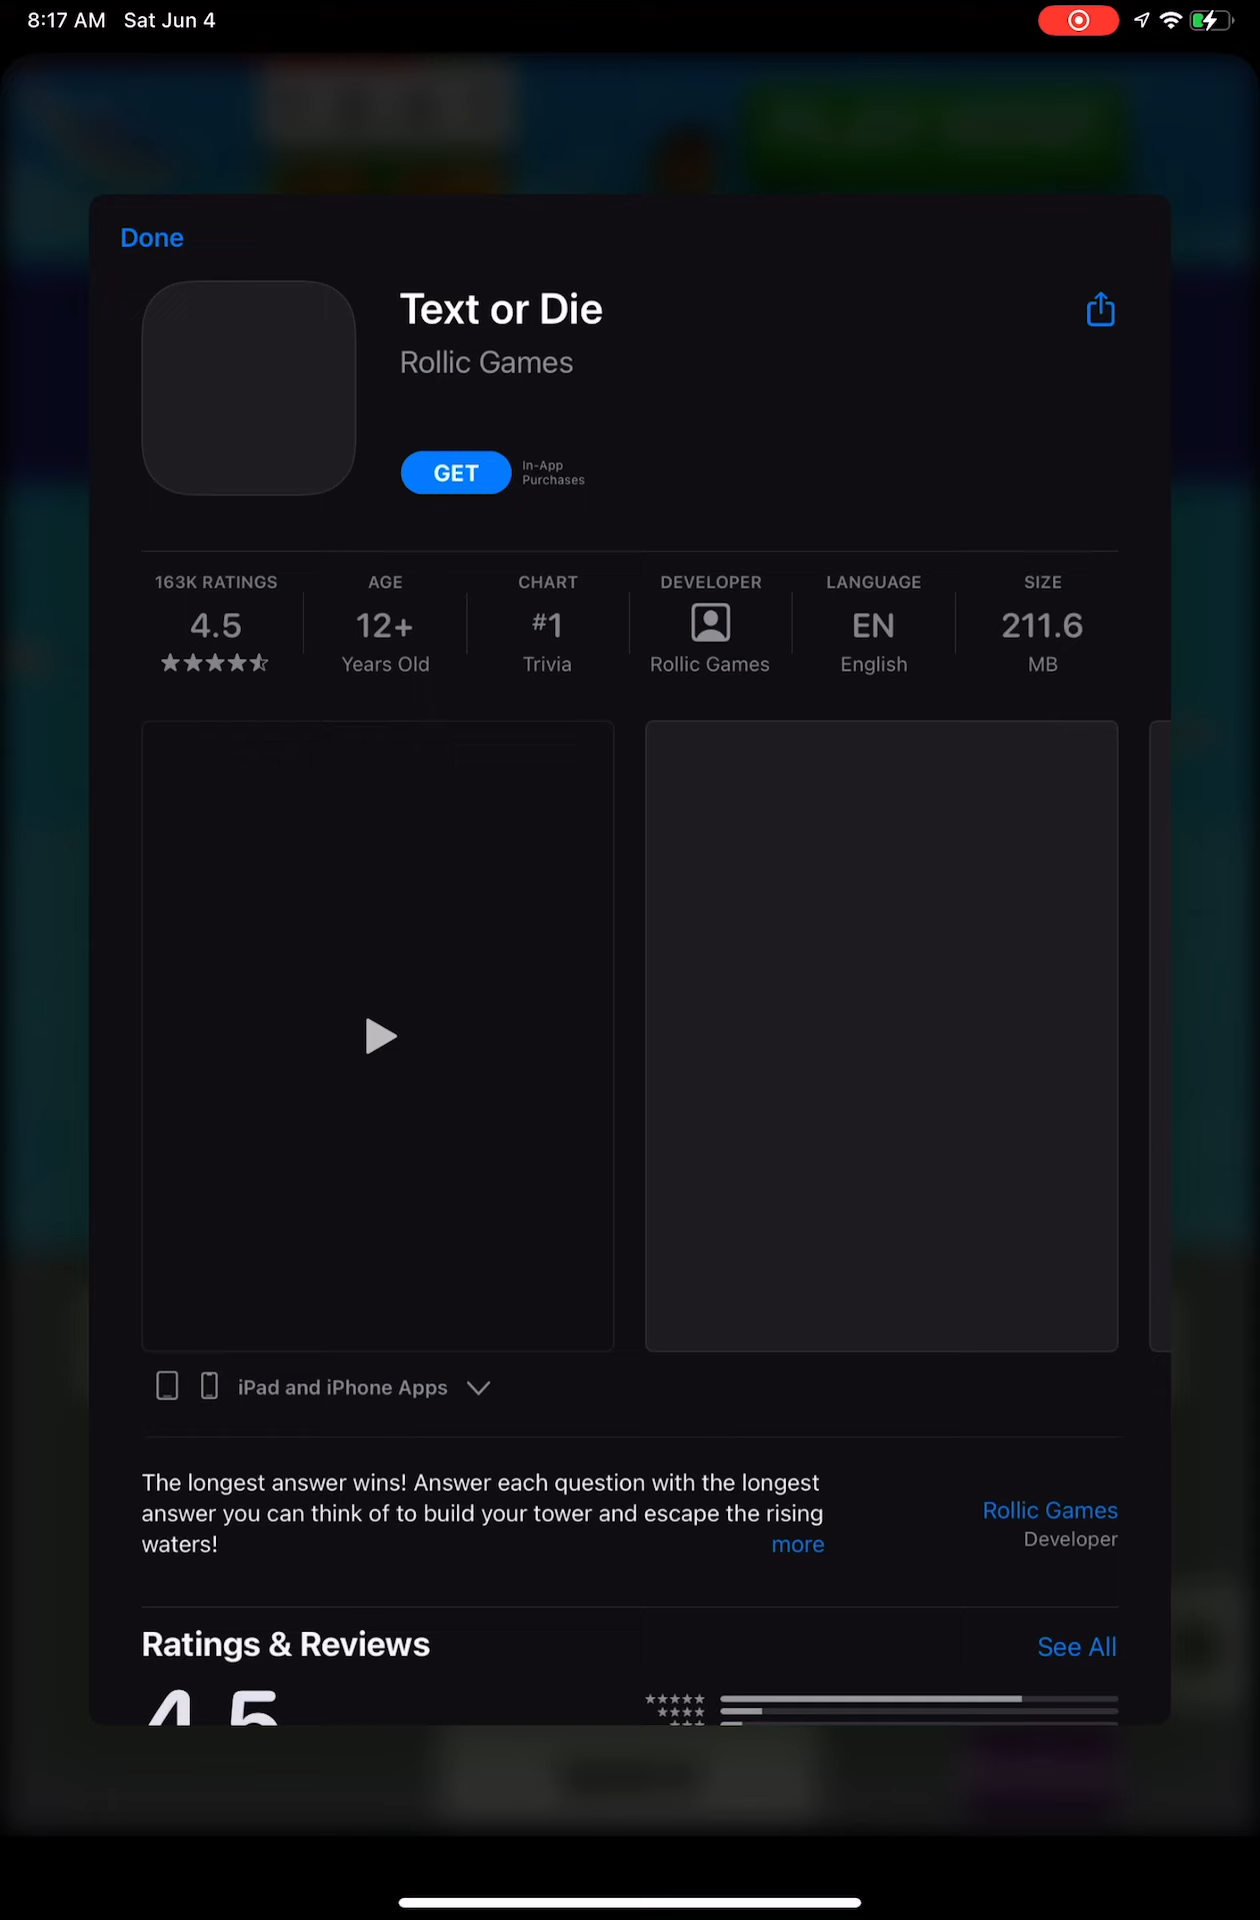 8:17 AM Sat Jun 4
Done
Text or Die
Rollic Games
GET
In-App
Purchases
163K RATINGS
4.5
AGE
12+
Years Old
CHART
#1
Trivia
DEVELOPER
Rollic Games
LANGUAGE
EN
English
SIZE
211.6
MB
iPad and iPhone Apps
The longest answer wins! Answer each question with the longest
answer you can think of to build your tower and escape the rising
waters!
more
Rollic Games
Developer
Ratings & Reviews
See All
4.5